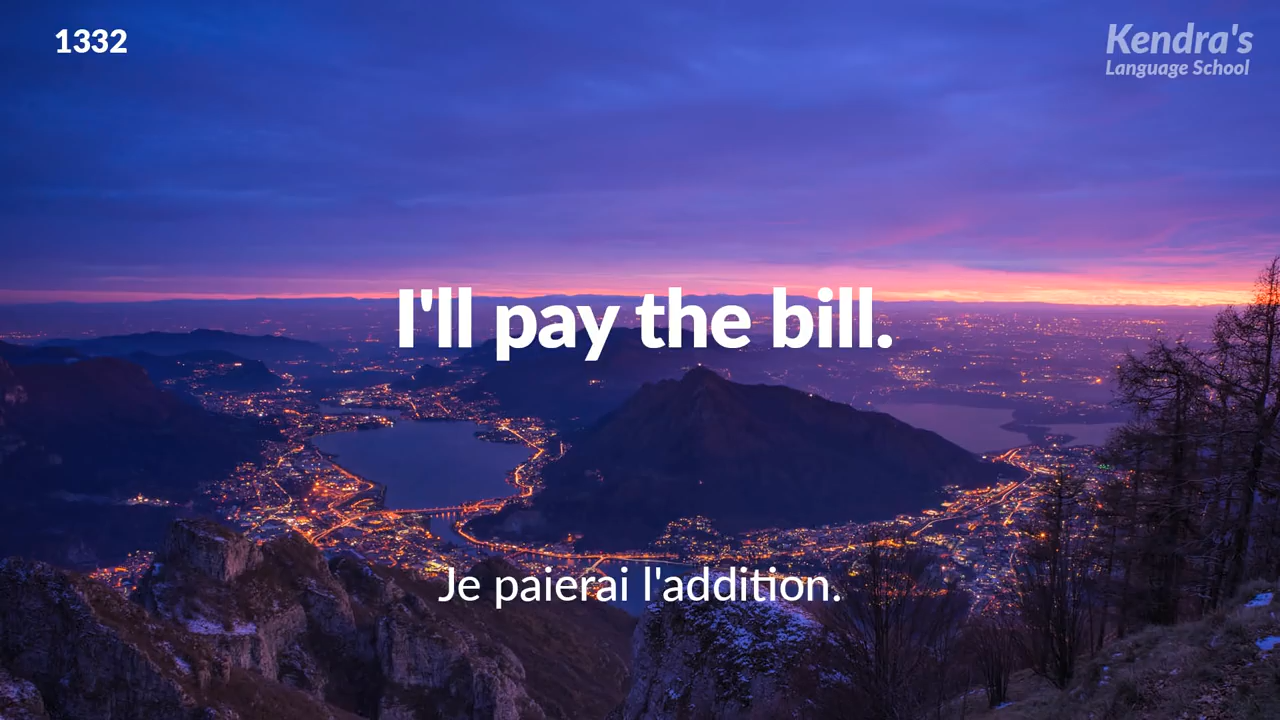 1332
Kendra's
Language School
I'll pay the bill.
Je paierai l'addition.